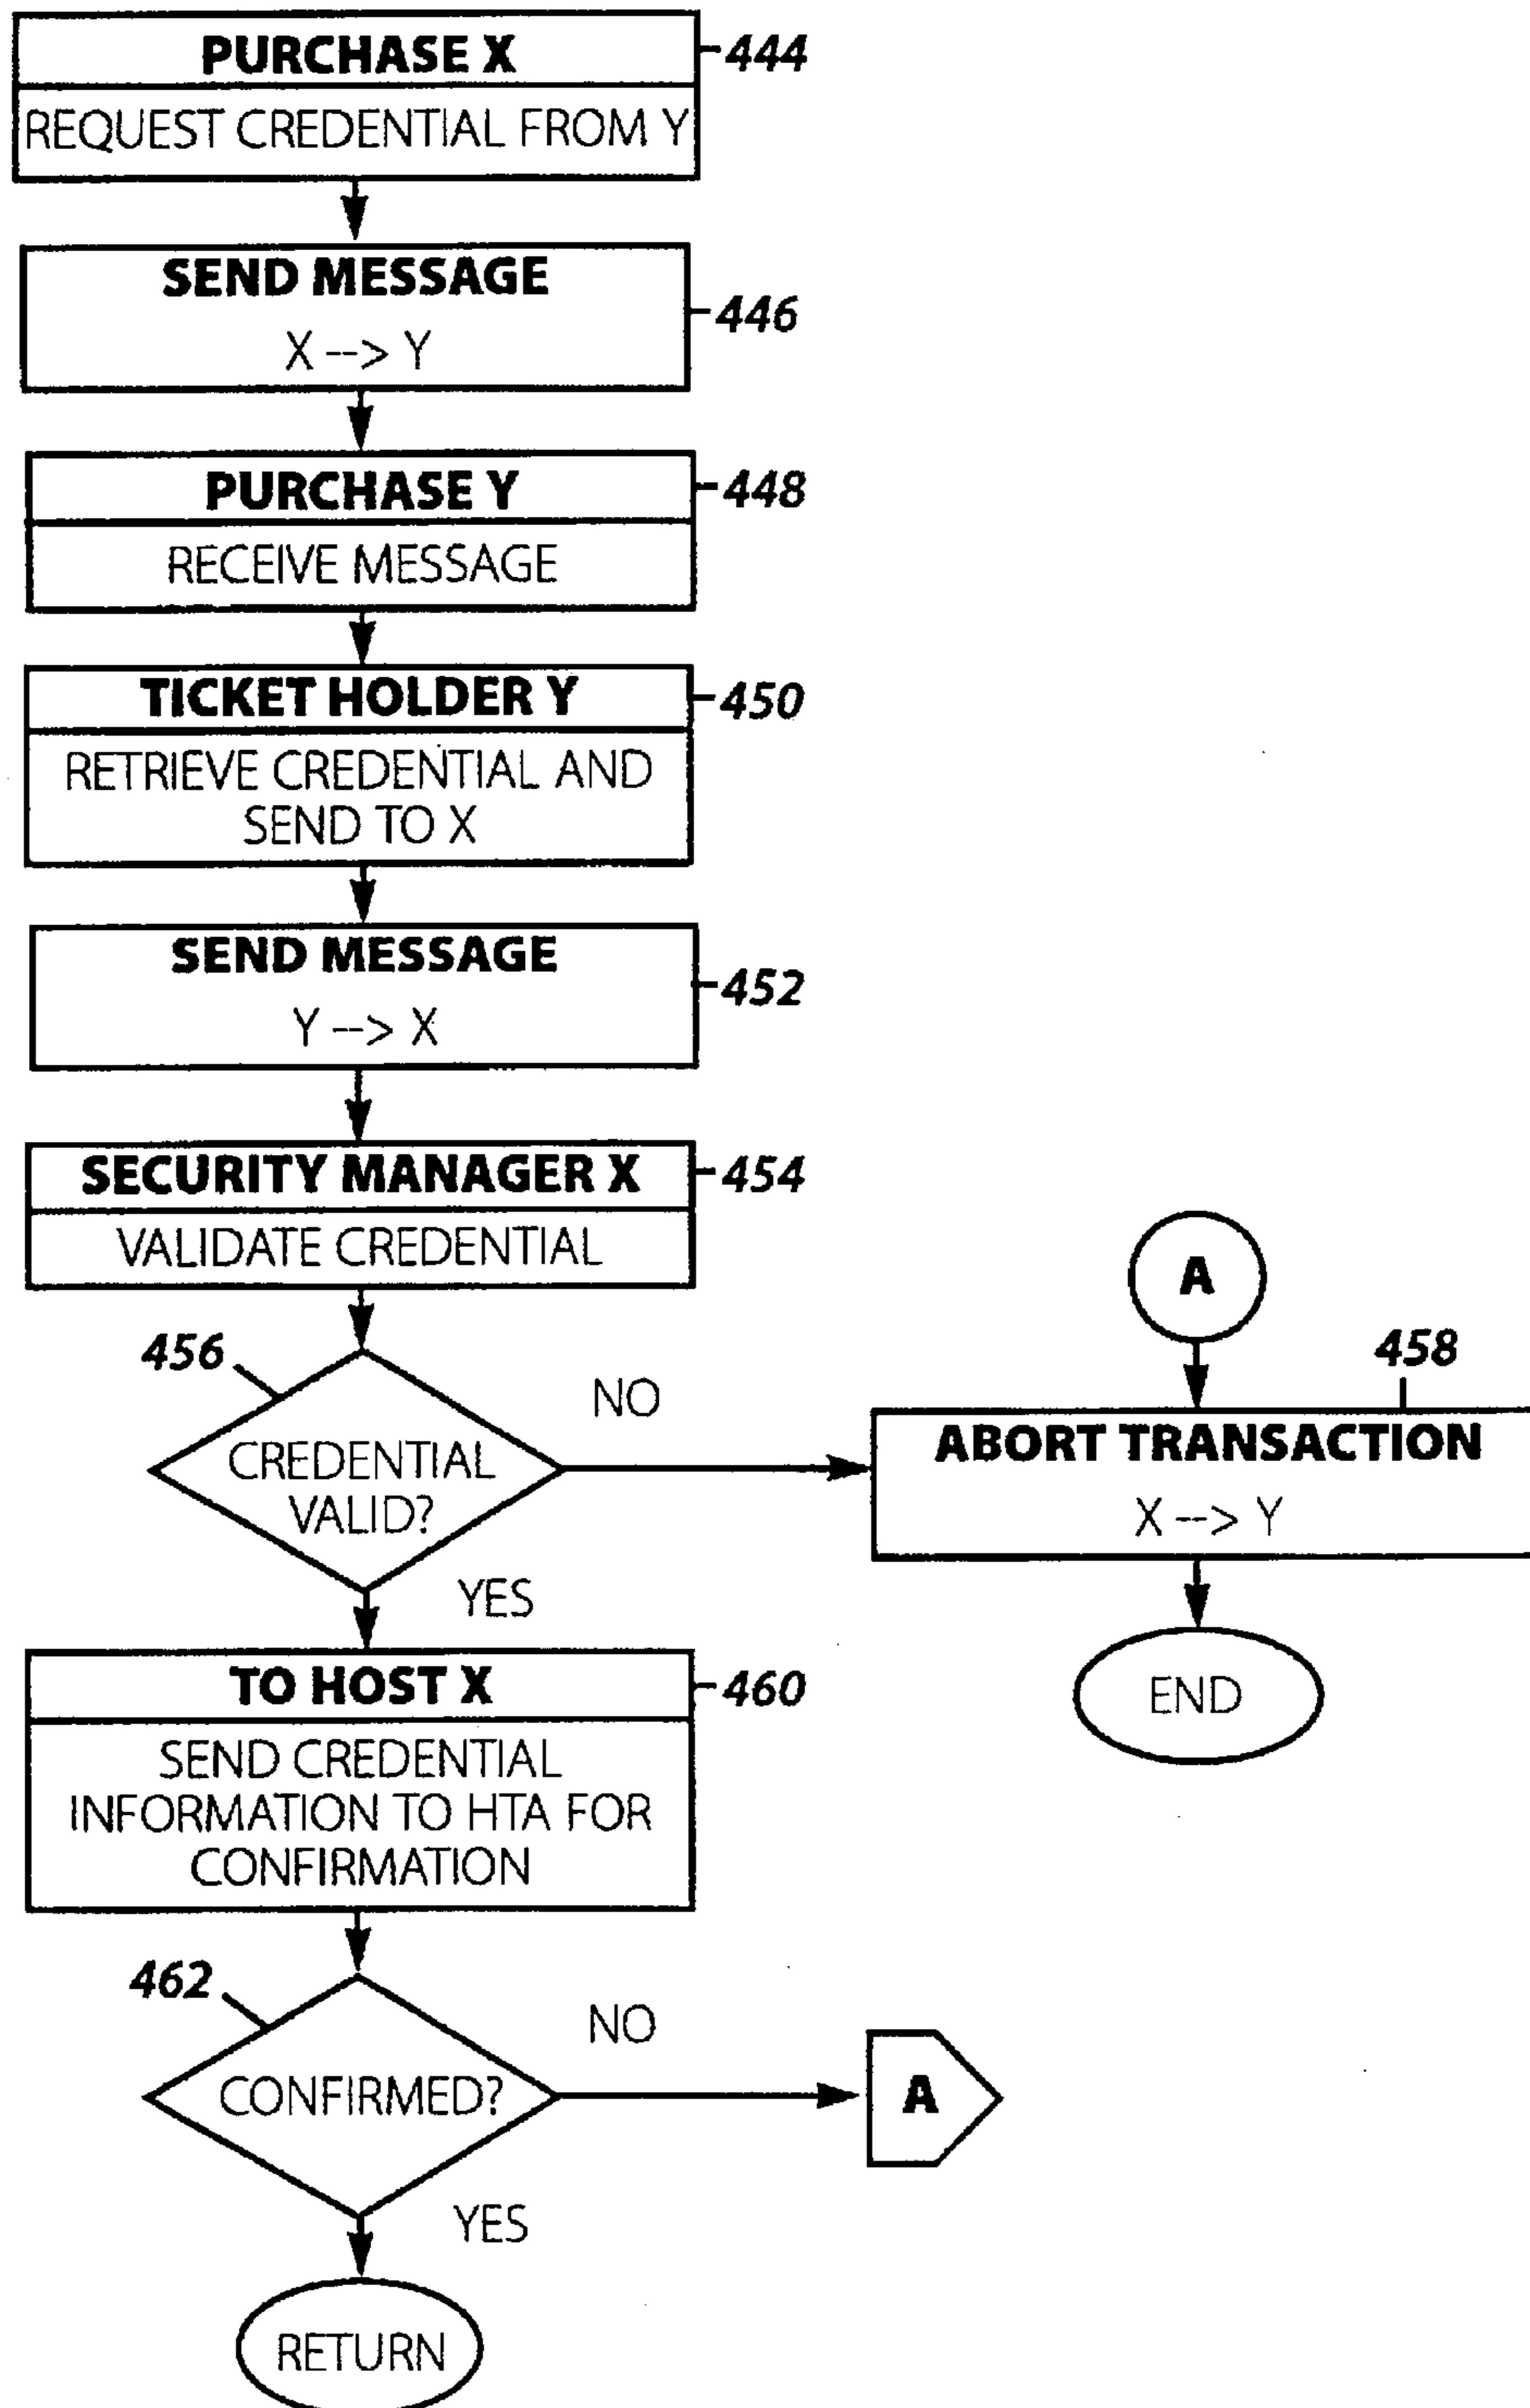 PURCHASE X
444
REQUEST CREDENTIAL FROM Y
SEND MESSAGE
446
X --> Y
PURCHASE Y
448
RECEIVE MESSAGE
TICKET HOLDER Y
450
RETRIEVE CREDENTIAL AND
SEND TO X
SEND MESSAGE
452
Y --> X
SECURITY MANAGER X
454
VALIDATE CREDENTIAL
456
CREDENTIAL
VALID?
NO
YES
A
458
ABORT TRANSACTION
X --> Y
END
TO HOST X
460
SEND CREDENTIAL
INFORMATION TO HTA FOR
CONFIRMATION
462
CONFIRMED?
NO
A
YES
RETURN